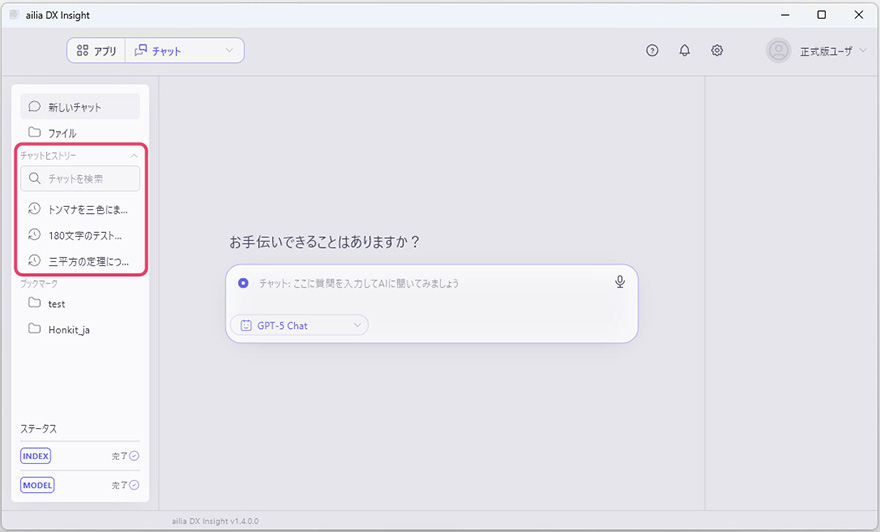 ailia DX Insight
アプリ
チャット
正式版ユーザ
新しいチャット
ファイル
チャットヒストリー
チャットを検索
トンマナを三色にま...
180文字のテスト...
三平方の定理につ...
ブックマーク
test
Honkit_ja
ステータス
INDEX 完了
MODEL 完了
お手伝いできることはありますか？
チャット: ここに質問を入力してAIに聞いてみましょう
GPT-5 Chat
ailia DX Insight v1.4.0.0